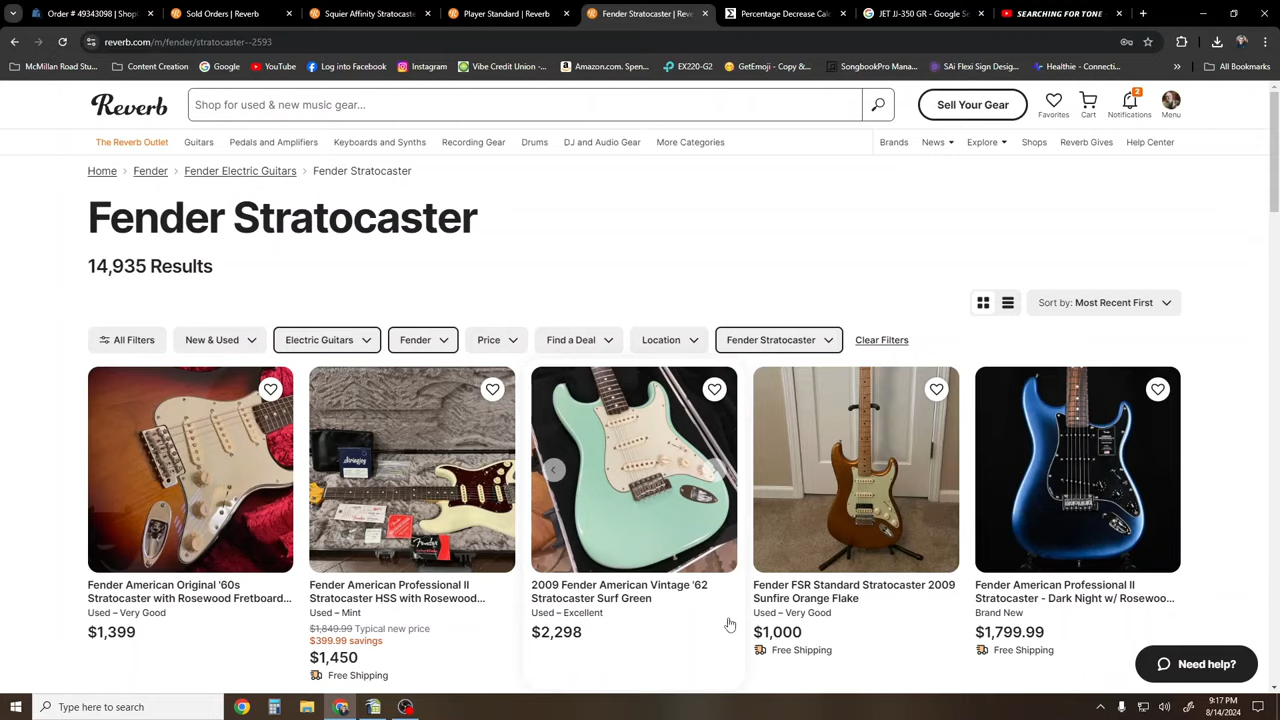 Order # 49343098 | Shop
Sold Orders | Reverb
Squier Affinity Stratocaste
Player Standard | Reverb
Fender Stratocaster | Reve
Percentage Decrease Calc
JET JJ-350 GR - Google Se
SEARCHING FOR TONE
reverb.com/m/fender/stratocaster--2593
McMillan Road Stu...
Content Creation
Google
YouTube
Log into Facebook
Instagram
Vibe Credit Union -...
Amazon.com. Spen...
EX220-G2
GetEmoji - Copy &...
SongbookPro Mana...
SAi Flexi Sign Desig...
All Bookmarks
Reverb
Shop for used & new music gear...
Sell Your Gear
Favorites
Cart
2
Notifications
Menu
The Reverb Outlet
Guitars
Pedals and Amplifiers
Keyboards and Synths
Recording Gear
Drums
DJ and Audio Gear
More Categories
Brands
News
Explore
Shops
Reverb Gives
Help Center
Home > Fender > Fender Electric Guitars > Fender Stratocaster
Fender Stratocaster
14,935 Results
Sort by: Most Recent First
All Filters
New & Used
Electric Guitars
Fender
Price
Find a Deal
Location
Fender Stratocaster
Clear Filters
Fender American Original '60s
Stratocaster with Rosewood Fretboard...
Used – Very Good
$1,399
Fender American Professional II
Stratocaster HSS with Rosewood...
Used – Mint
$1,849.99 Typical new price
$399.99 savings
$1,450
Free Shipping
2009 Fender American Vintage '62
Stratocaster Surf Green
Used – Excellent
$2,298
Fender FSR Standard Stratocaster 2009
Sunfire Orange Flake
Used – Very Good
$1,000
Free Shipping
Fender American Professional II
Stratocaster - Dark Night w/ Rosewoo...
Brand New
$1,799.99
Free Shipping
Need help?
Type here to search
9:17 PM
8/14/2024